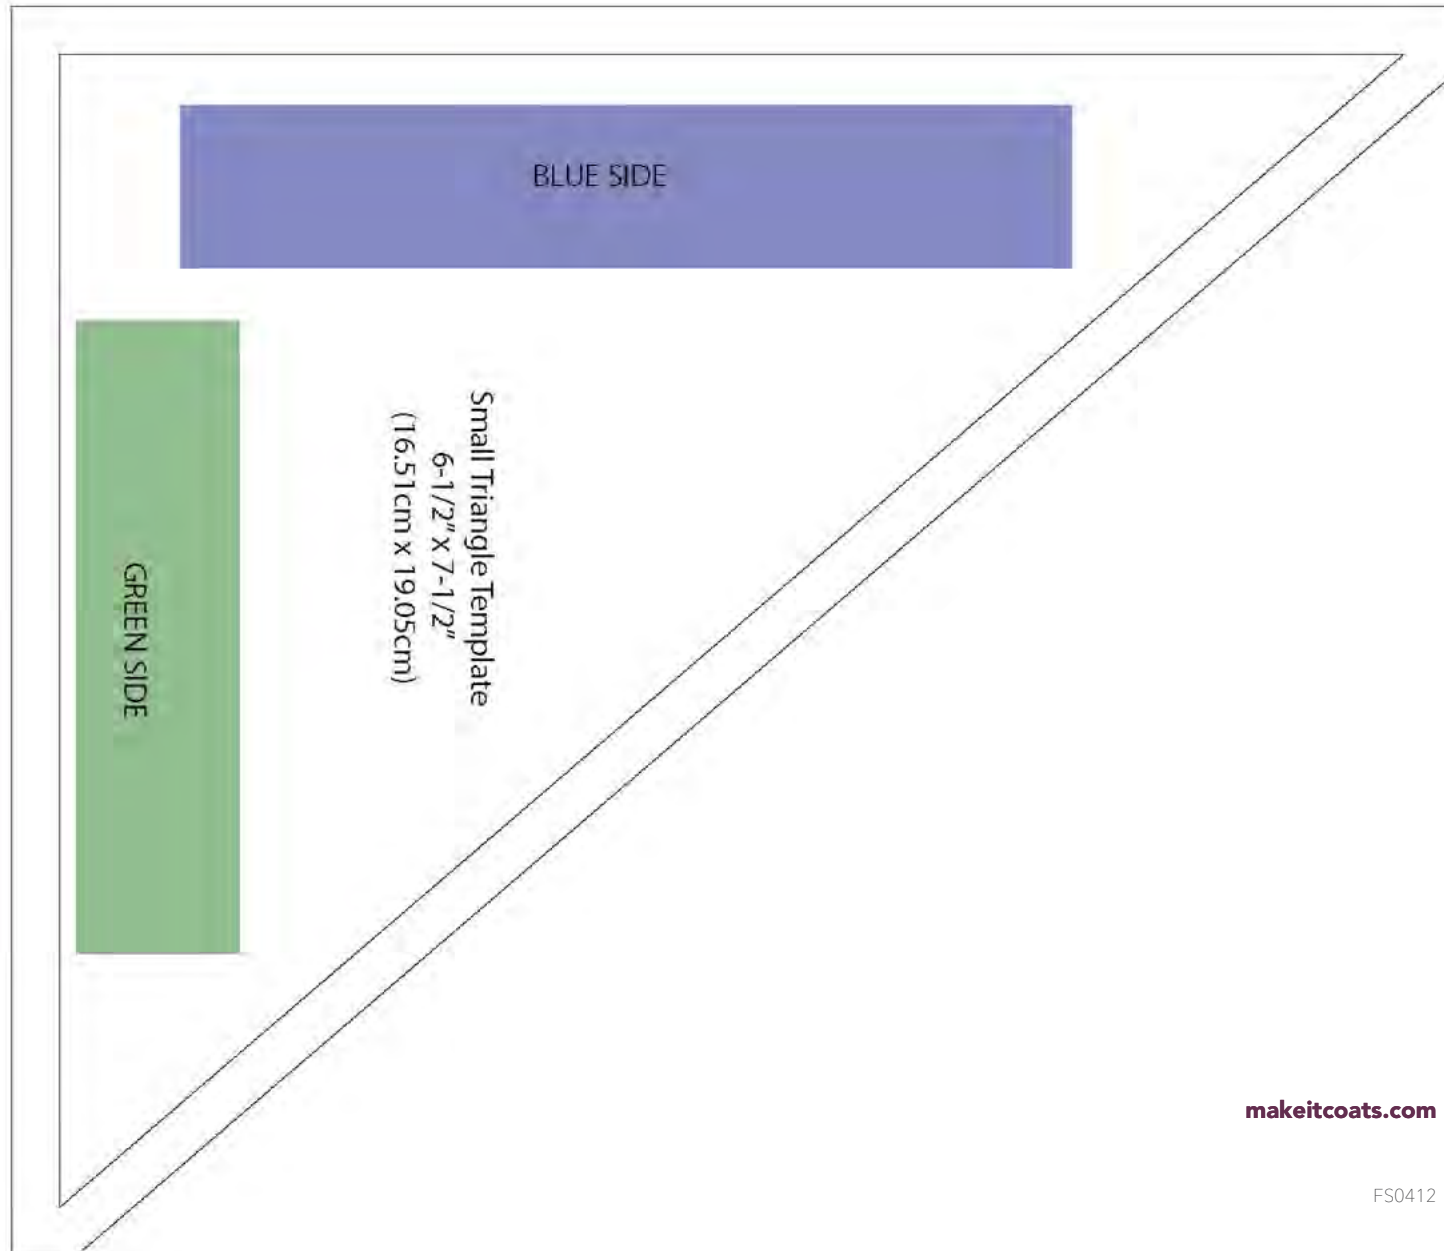 BLUE SIDE
GREEN SIDE
Small Triangle Template
6-1/2" x 7-1/2"
(16.51cm x 19.05cm)
makeitcoats.com
FS0412